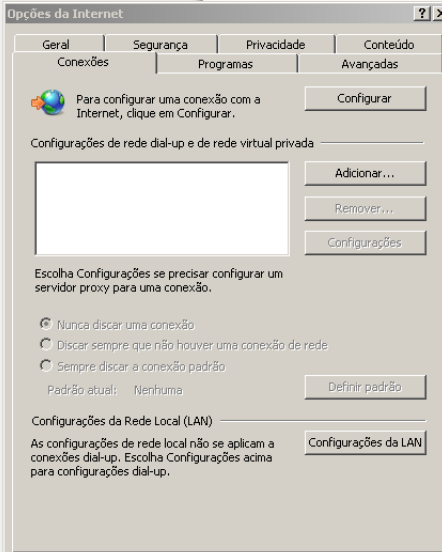 Opções da Internet
Geral Segurança Privacidade Conteúdo
Conexões Programas Avançadas
Para configurar uma conexão com a
Internet, clique em Configurar.
Configurar
Configurações de rede dial-up e de rede virtual privada
Adicionar...
Remover...
Configurações
Escolha Configurações se precisar configurar um
servidor proxy para uma conexão.
Nunca discar uma conexão
Discar sempre que não houver uma conexão de rede
Sempre discar a conexão padrão
Padrão atual: Nenhuma Definir padrão
Configurações da Rede Local (LAN)
As configurações de rede local não se aplicam a
conexões dial-up. Escolha Configurações acima
para configurações dial-up.
Configurações da LAN